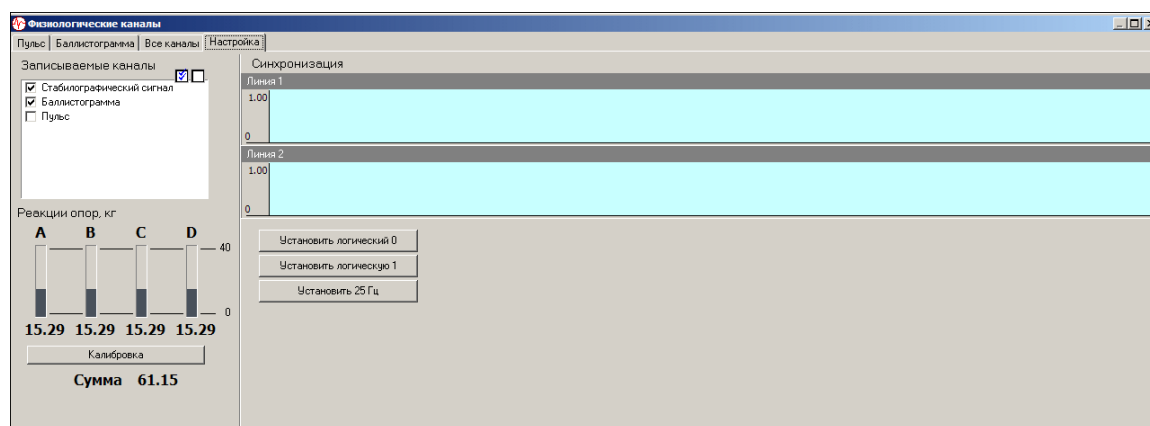 Физиологические каналы
Пульс Баллистограмма Все каналы Настройка
Записываемые каналы
Стабилографический сигнал
Баллистограмма
Пульс
Реакции опор, кг
A B C D
40
0
15.29 15.29 15.29 15.29
Калибровка
Сумма 61.15
Синхронизация
Линия 1
1.00
0
Линия 2
1.00
0
Установить логический 0
Установить логическую 1
Установить 25 Гц